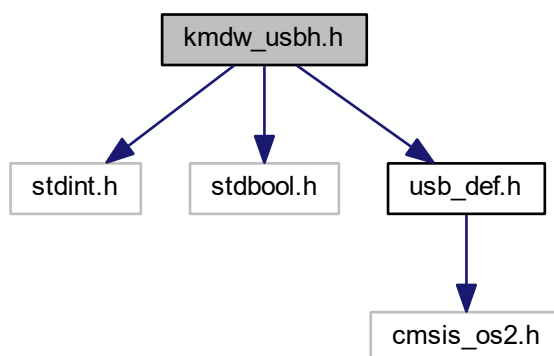 kmdw_usbh.h
stdint.h
stdbool.h
usb_def.h
cmsis_os2.h